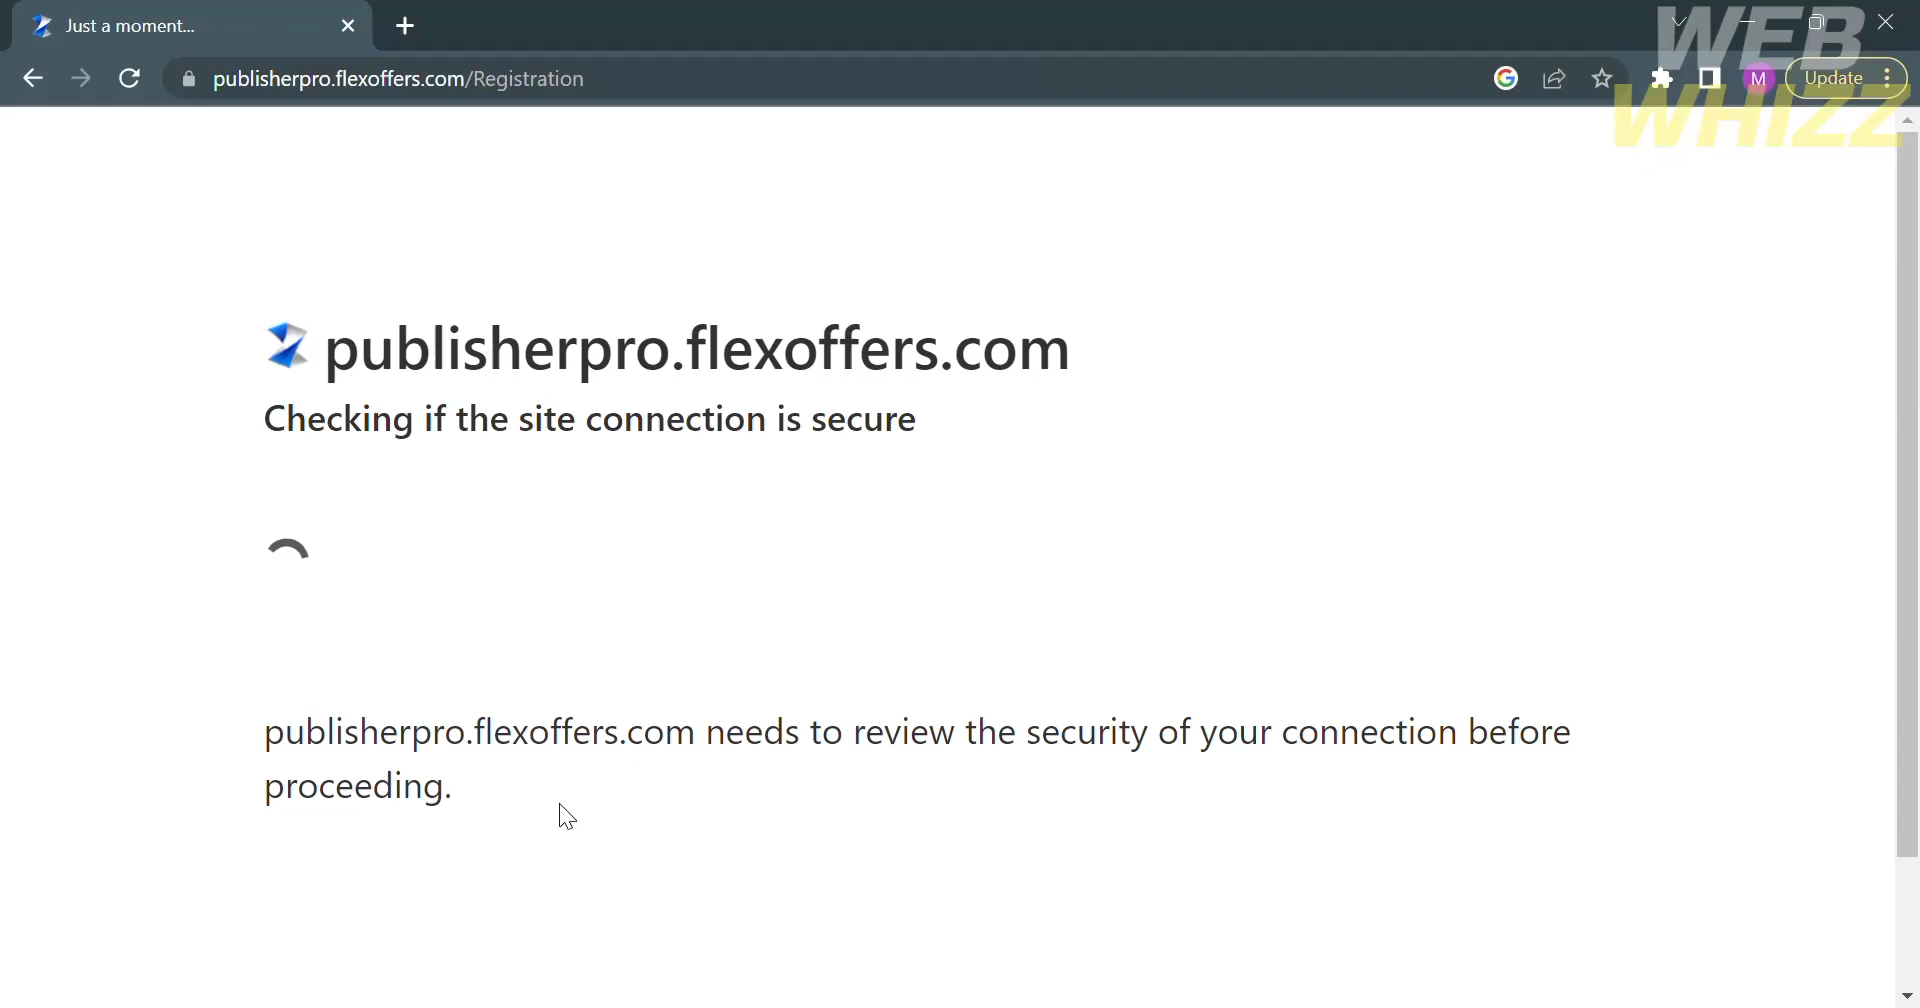 Just a moment...
WEB
publisherpro.flexoffers.com/Registration
M
Update
WHIZZ
publisherpro.flexoffers.com
Checking if the site connection is secure
publisherpro.flexoffers.com needs to review the security of your connection before
proceeding.